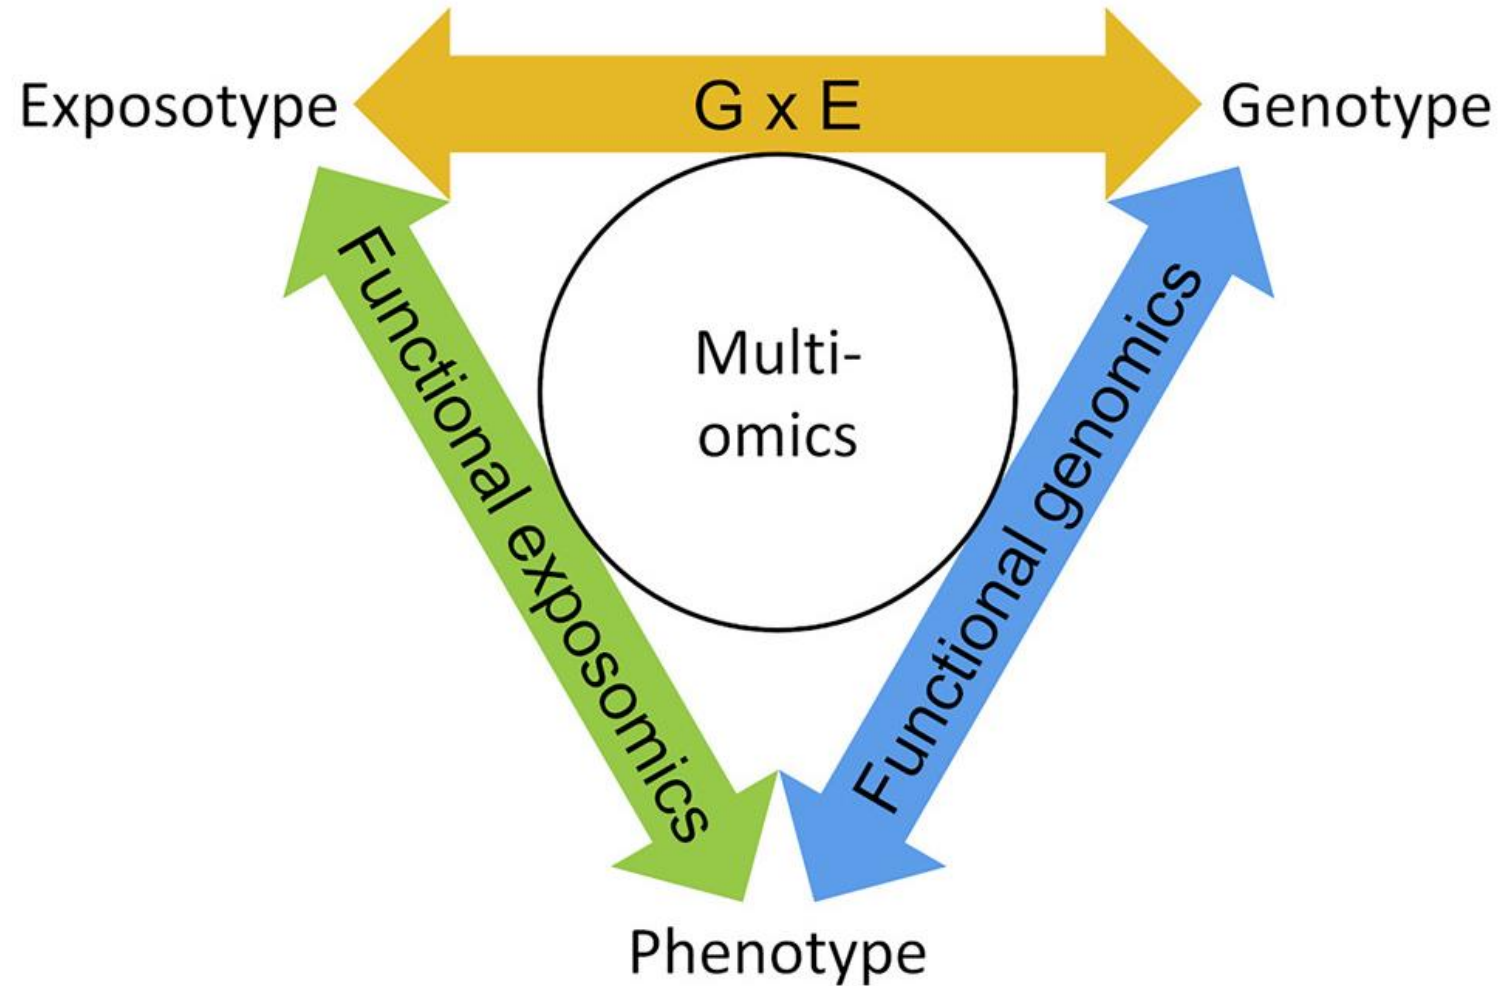 Exposotype
G x E
Genotype
Functional exposomics
Multi-
omics
Functional genomics
Phenotype